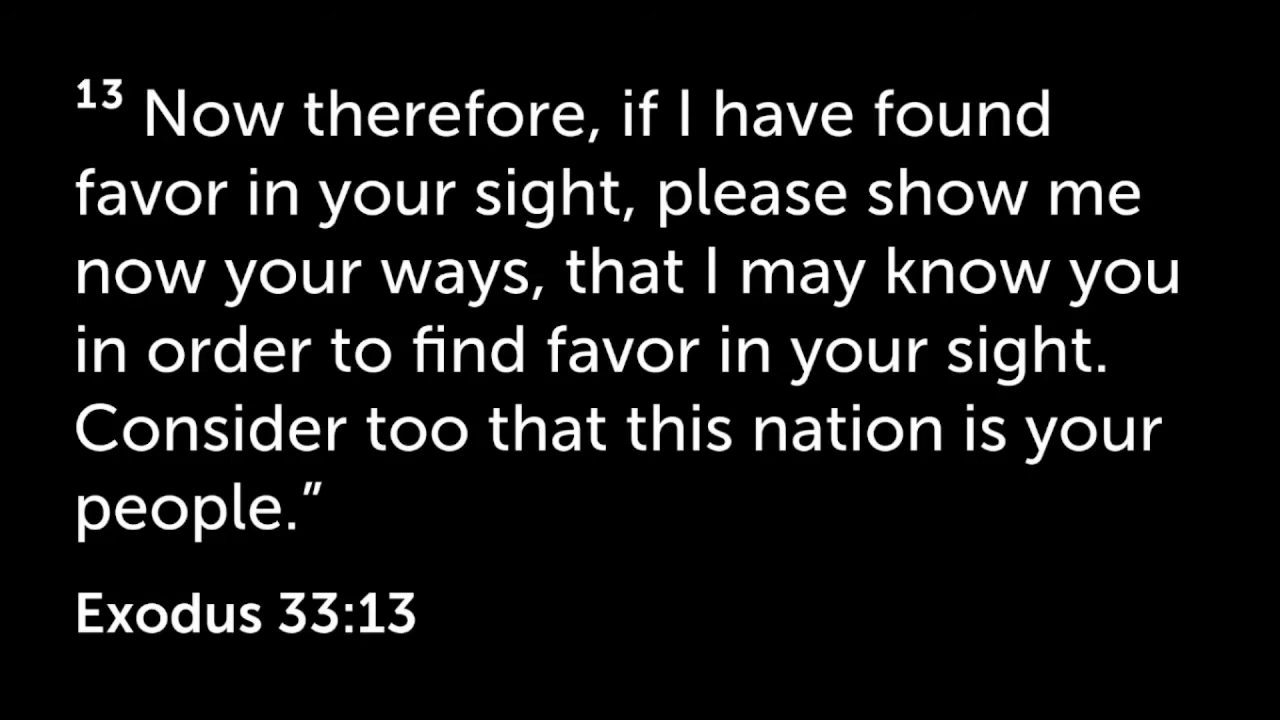 13 Now therefore, if I have found
favor in your sight, please show me
now your ways, that I may know you
in order to find favor in your sight.
Consider too that this nation is your
people.”
Exodus 33:13